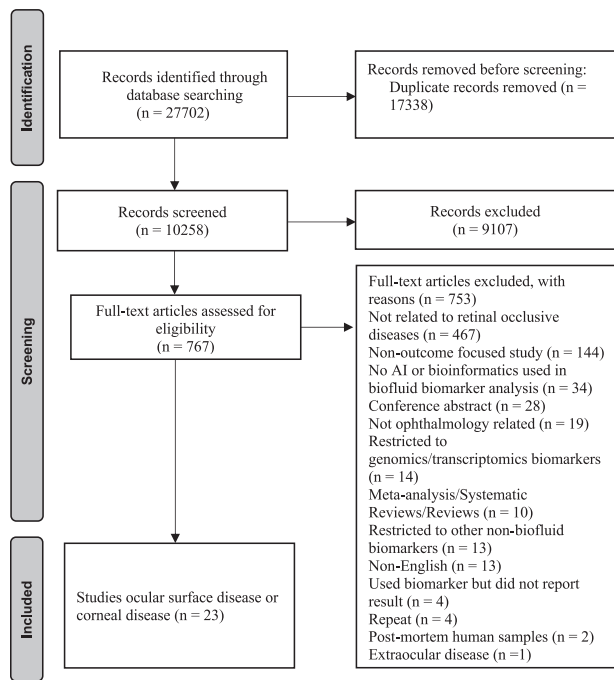 Identification
Records identified through
database searching
(n = 27702)
Records removed before screening:
Duplicate records removed (n =
17338)
Screening
Records screened
(n = 10258)
Records excluded
(n = 9107)
Full-text articles assessed for
eligibility
(n = 767)
Full-text articles excluded, with
reasons (n = 753)
Not related to retinal occlusive
diseases (n = 467)
Non-outcome focused study (n = 144)
No AI or bioinformatics used in
biofluid biomarker analysis (n = 34)
Conference abstract (n = 28)
Not ophthalmology related (n = 19)
Restricted to
genomics/transcriptomics biomarkers
(n = 14)
Meta-analysis/Systematic
Reviews/Reviews (n = 10)
Restricted to other non-biofluid
biomarkers (n = 13)
Non-English (n = 13)
Used biomarker but did not report
result (n = 4)
Repeat (n = 4)
Post-mortem human samples (n = 2)
Extraocular disease (n =1)
Included
Studies ocular surface disease or
corneal disease (n = 23)